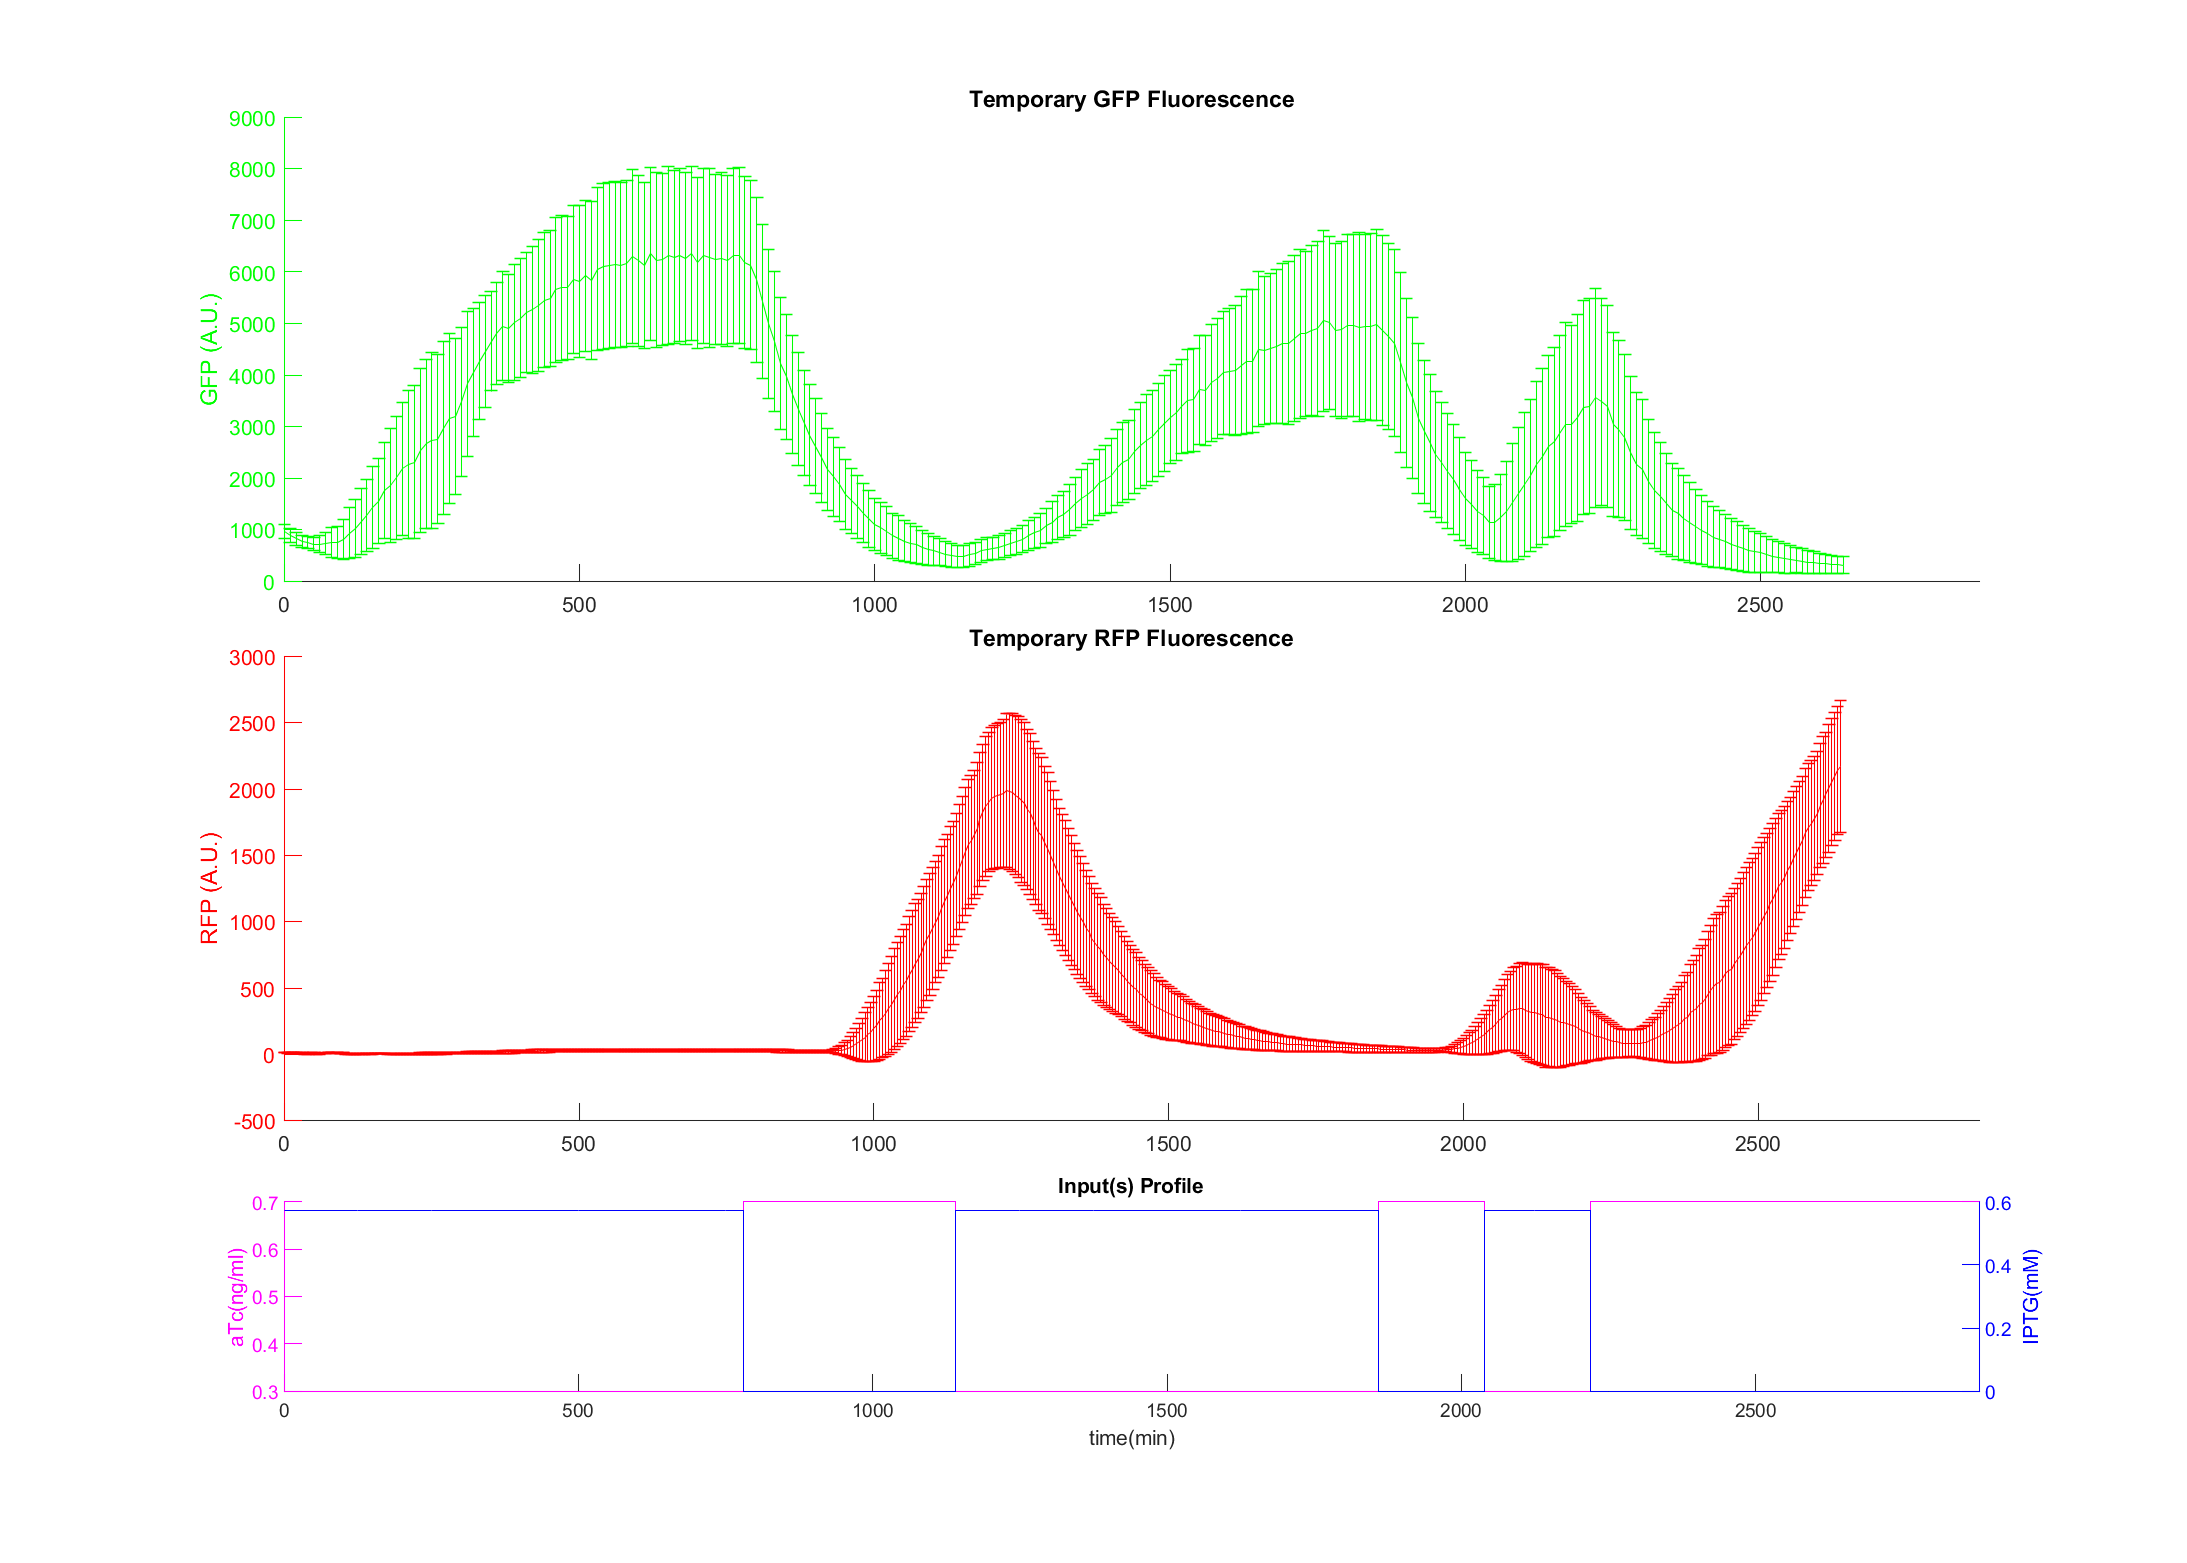 Temporary GFP Fluorescence
9000
8000
7000
6000
5000
4000
3000
2000
1000
0
GFP (A.U.)
0 500 1000 1500 2000 2500
Temporary RFP Fluorescence
3000
2500
2000
1500
1000
500
0
-500
RFP (A.U.)
0 500 1000 1500 2000 2500
Input(s) Profile
0.7
0.6
0.5
0.4
0.3
aTc(ng/ml)
0.6
0.4
0.2
0
IPTG(mM)
0 500 1000 1500 2000 2500
time(min)